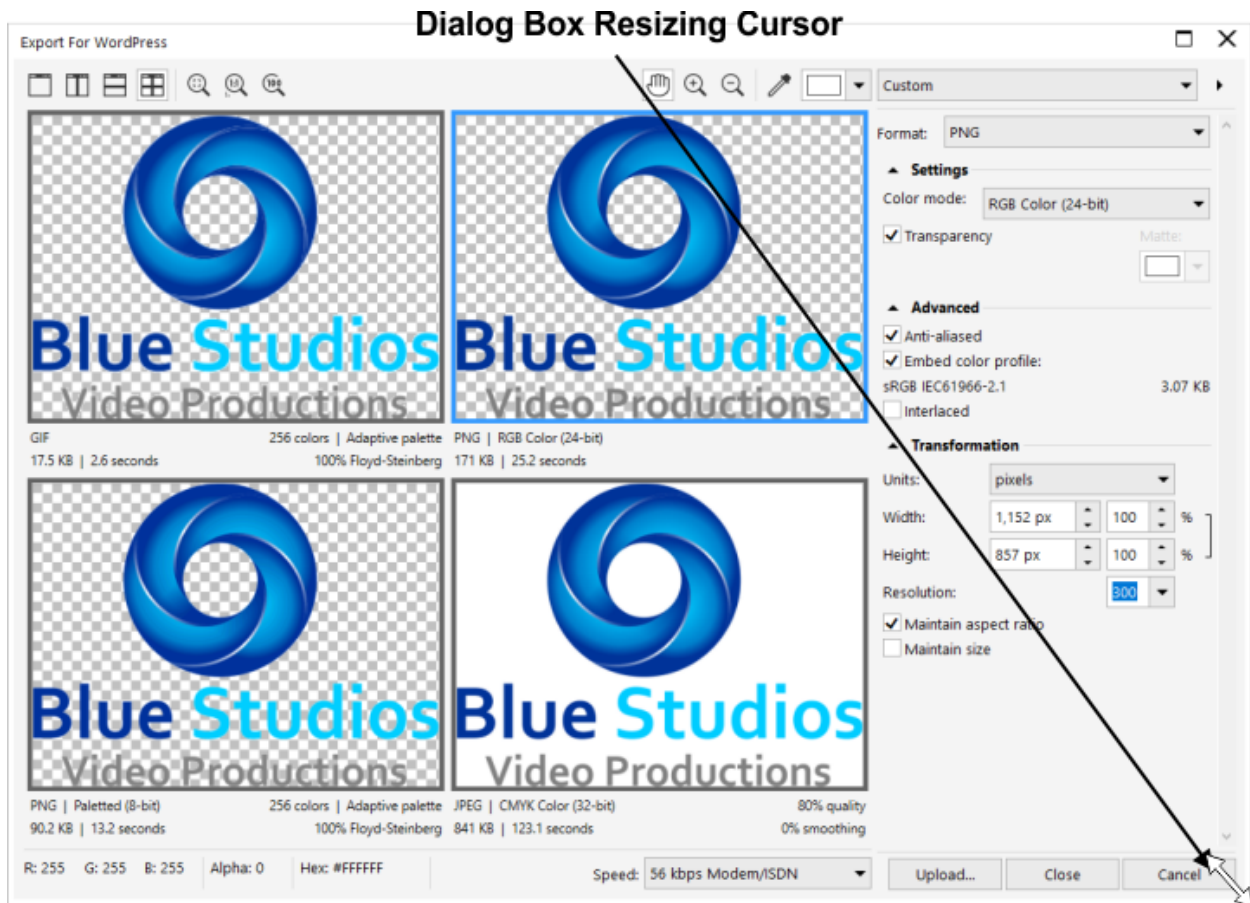 Dialog Box Resizing Cursor
Export For WordPress
Custom
Format: PNG
Settings
Color mode: RGB Color (24-bit)
Transparency Matte:
Advanced
Anti-aliased
Embed color profile:
sRGB IEC61966-2.1 3.07 KB
Interlaced
Transformation
Units: pixels
Width: 1,152 px 100 %
Height: 857 px 100 %
Resolution: 300
Maintain aspect ratio
Maintain size
Blue Studios
Video Productions
GIF 256 colors | Adaptive palette
17.5 KB | 2.6 seconds 100% Floyd-Steinberg
Blue Studios
Video Productions
PNG | RGB Color (24-bit)
171 KB | 25.2 seconds
Blue Studios
Video Productions
PNG | Paletted (8-bit) 256 colors | Adaptive palette
90.2 KB | 13.2 seconds 100% Floyd-Steinberg
Blue Studios
Video Productions
JPEG | CMYK Color (32-bit) 80% quality
841 KB | 123.1 seconds 0% smoothing
R: 255 G: 255 B: 255 Alpha: 0 Hex: #FFFFFF
Speed: 56 kbps Modem/ISDN
Upload... Close Cancel